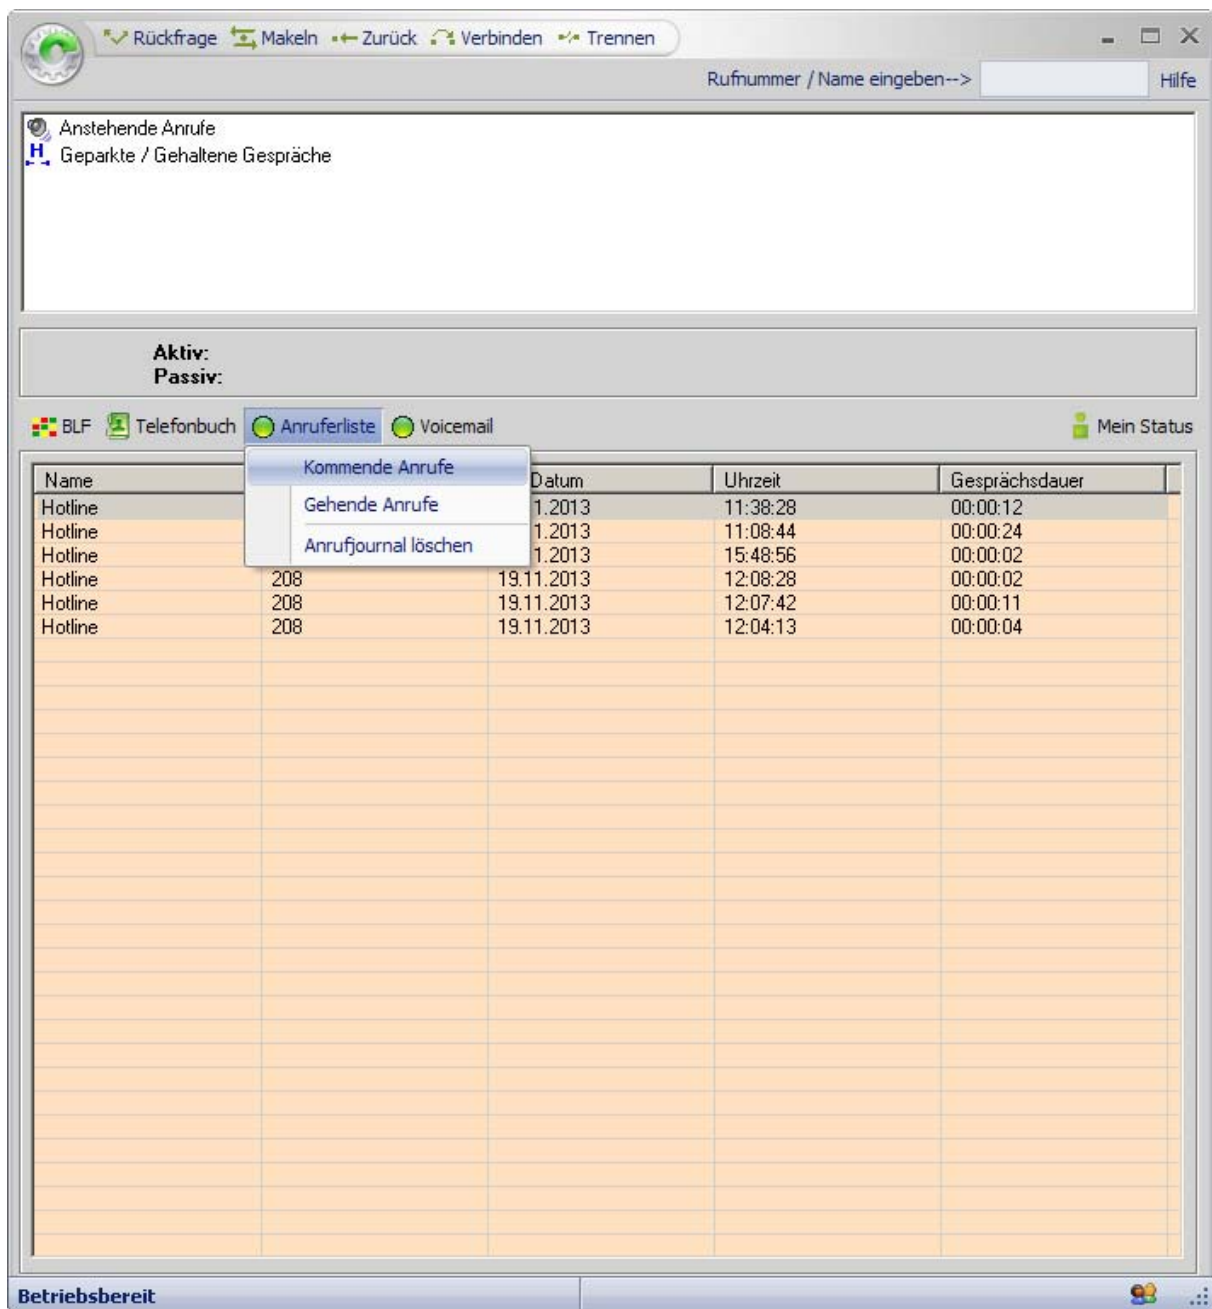 Rückfrage Makeln Zurück Verbinden Trennen
Rufnummer / Name eingeben--> Hilfe
Anstehende Anrufe
H Geparkte / Gehaltene Gespräche
Aktiv:
Passiv:
BLF Telefonbuch Anruferliste Voicemail Mein Status
Kommende Anrufe
Gehende Anrufe
Anrufjournal löschen
Name Datum Uhrzeit Gesprächsdauer
Hotline 1.2013 11:38:28 00:00:12
Hotline 1.2013 11:08:44 00:00:24
Hotline 1.2013 15:48:56 00:00:02
Hotline 208 19.11.2013 12:08:28 00:00:02
Hotline 208 19.11.2013 12:07:42 00:00:11
Hotline 208 19.11.2013 12:04:13 00:00:04
Betriebsbereit